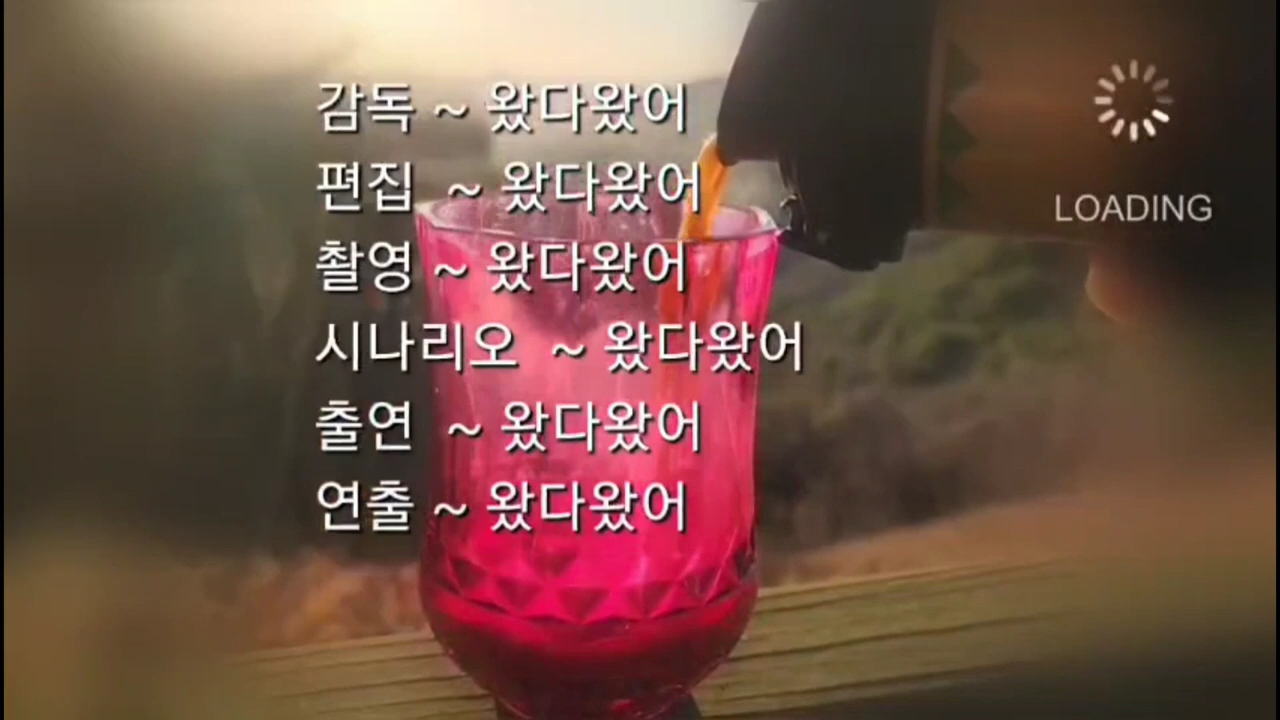 감독 ~ 왔다왔어
편집 ~ 왔다왔어
촬영 ~ 왔다왔어
시나리오 ~ 왔다왔어
출연 ~ 왔다왔어
연출 ~ 왔다왔어
LOADING